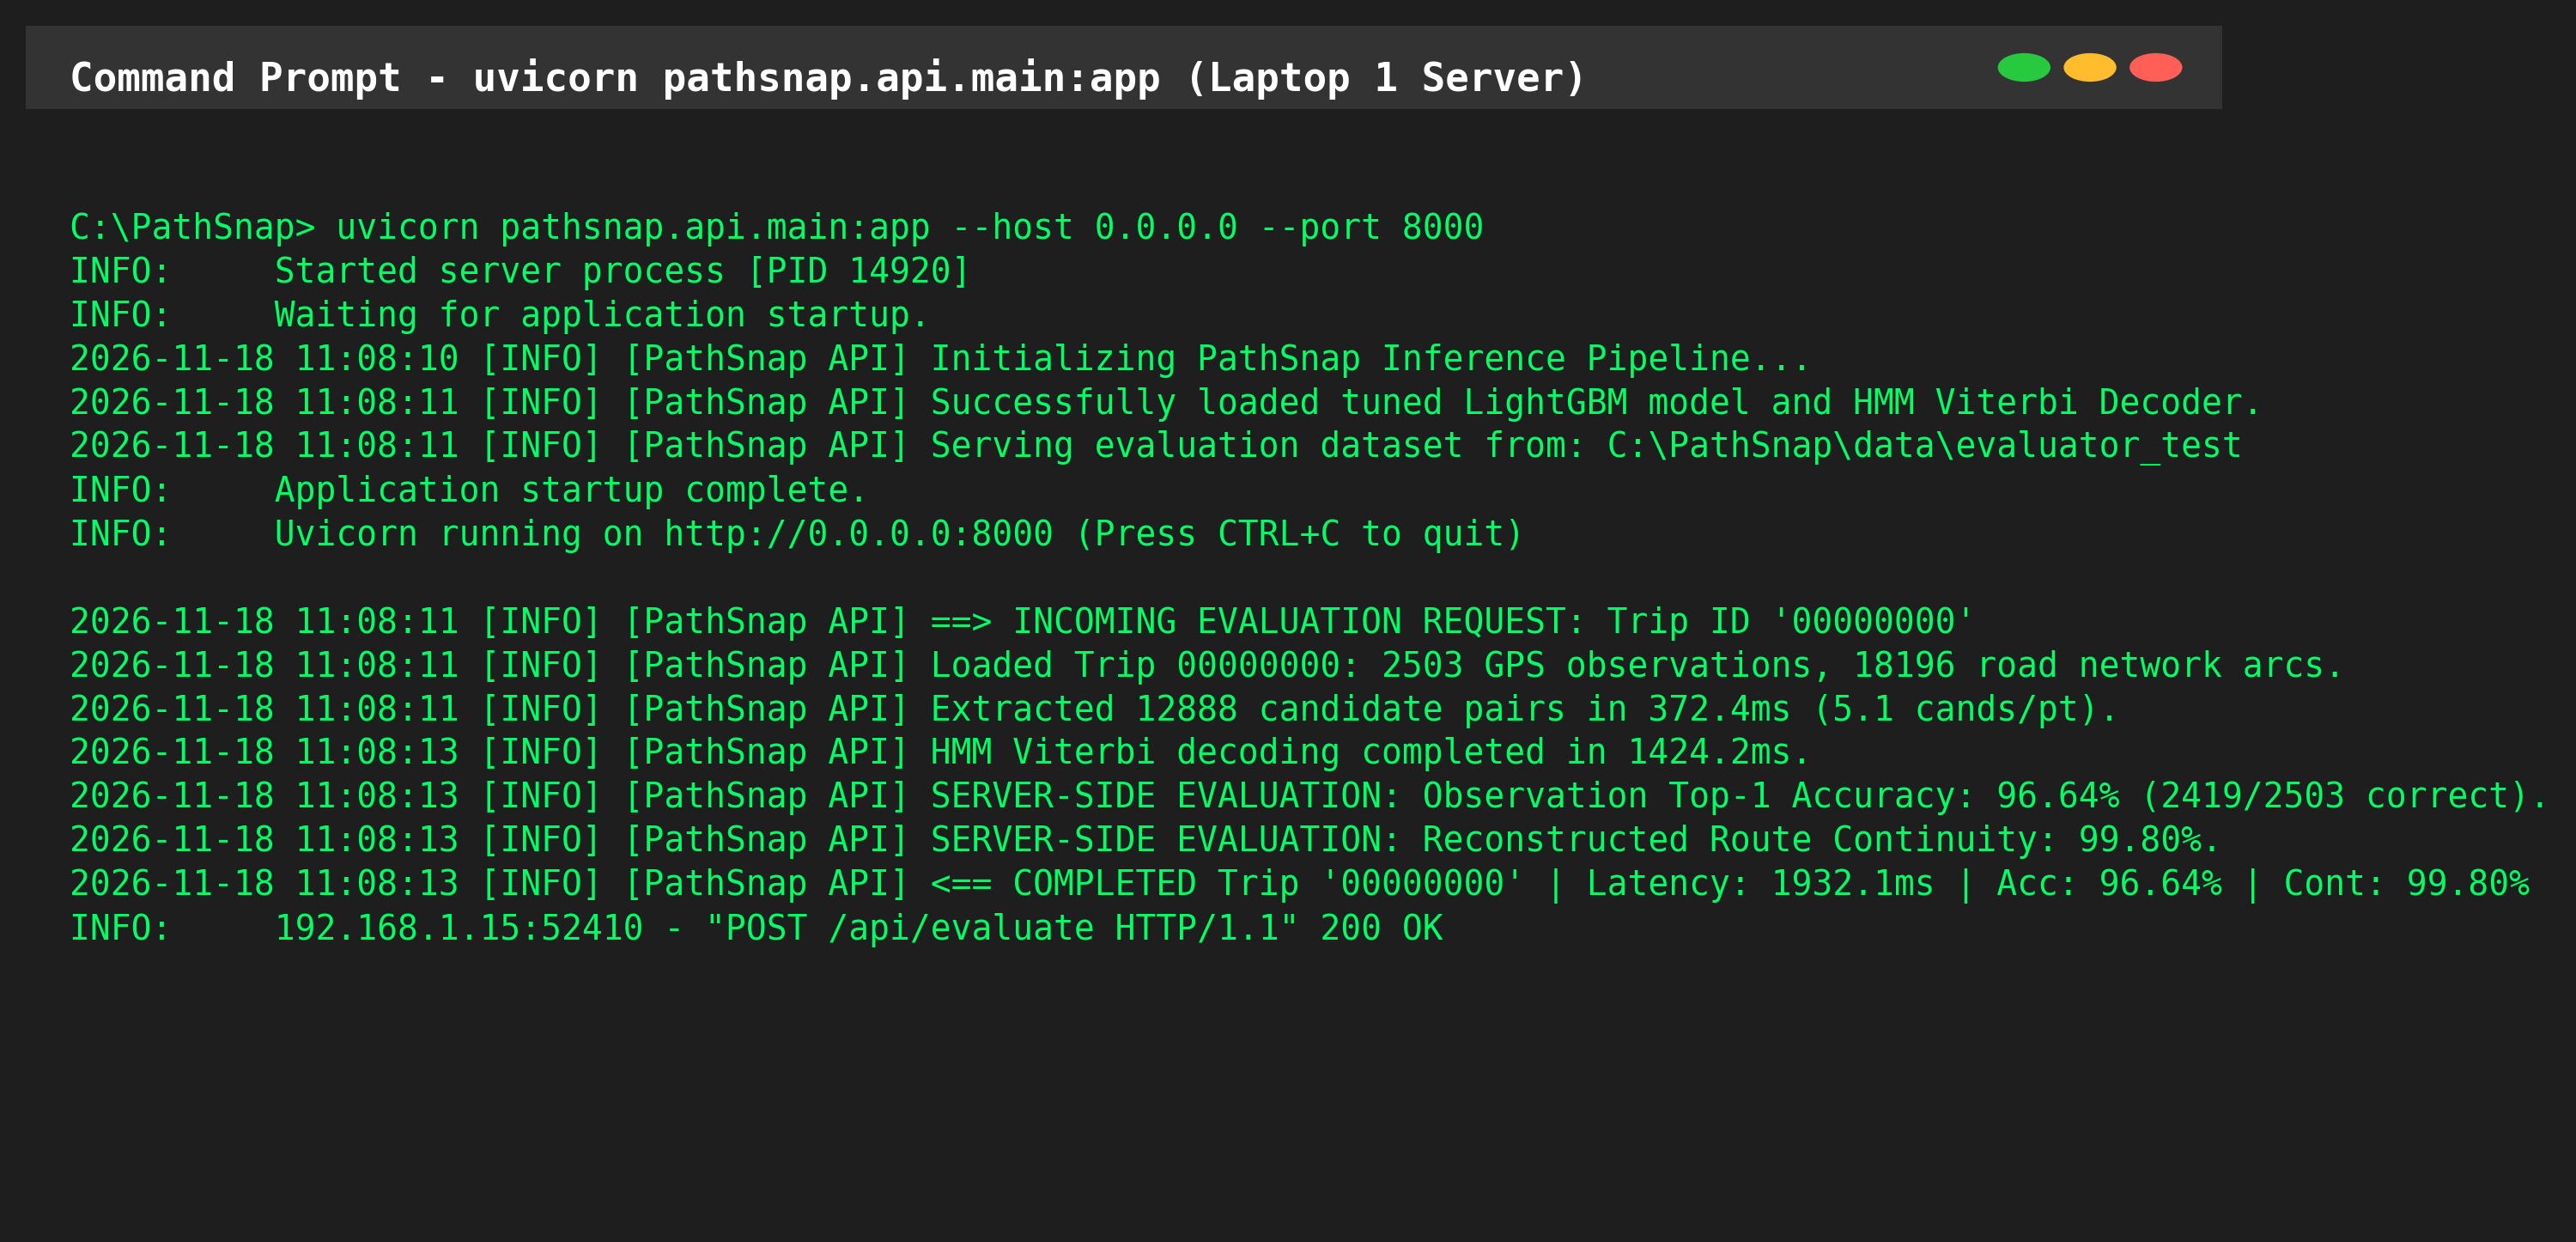 Command Prompt - uvicorn pathsnap.api.main:app (Laptop 1 Server)
C:\PathSnap> uvicorn pathsnap.api.main:app --host 0.0.0.0 --port 8000
INFO:     Started server process [PID 14920]
INFO:     Waiting for application startup.
2026-11-18 11:08:10 [INFO] [PathSnap API] Initializing PathSnap Inference Pipeline...
2026-11-18 11:08:11 [INFO] [PathSnap API] Successfully loaded tuned LightGBM model and HMM Viterbi Decoder.
2026-11-18 11:08:11 [INFO] [PathSnap API] Serving evaluation dataset from: C:\PathSnap\data\evaluator_test
INFO:     Application startup complete.
INFO:     Uvicorn running on http://0.0.0.0:8000 (Press CTRL+C to quit)
2026-11-18 11:08:11 [INFO] [PathSnap API] ==> INCOMING EVALUATION REQUEST: Trip ID '00000000'
2026-11-18 11:08:11 [INFO] [PathSnap API] Loaded Trip 00000000: 2503 GPS observations, 18196 road network arcs.
2026-11-18 11:08:11 [INFO] [PathSnap API] Extracted 12888 candidate pairs in 372.4ms (5.1 cands/pt).
2026-11-18 11:08:13 [INFO] [PathSnap API] HMM Viterbi decoding completed in 1424.2ms.
2026-11-18 11:08:13 [INFO] [PathSnap API] SERVER-SIDE EVALUATION: Observation Top-1 Accuracy: 96.64% (2419/2503 correct).
2026-11-18 11:08:13 [INFO] [PathSnap API] SERVER-SIDE EVALUATION: Reconstructed Route Continuity: 99.80%.
2026-11-18 11:08:13 [INFO] [PathSnap API] <== COMPLETED Trip '00000000' | Latency: 1932.1ms | Acc: 96.64% | Cont: 99.80%
INFO:     192.168.1.15:52410 - "POST /api/evaluate HTTP/1.1" 200 OK